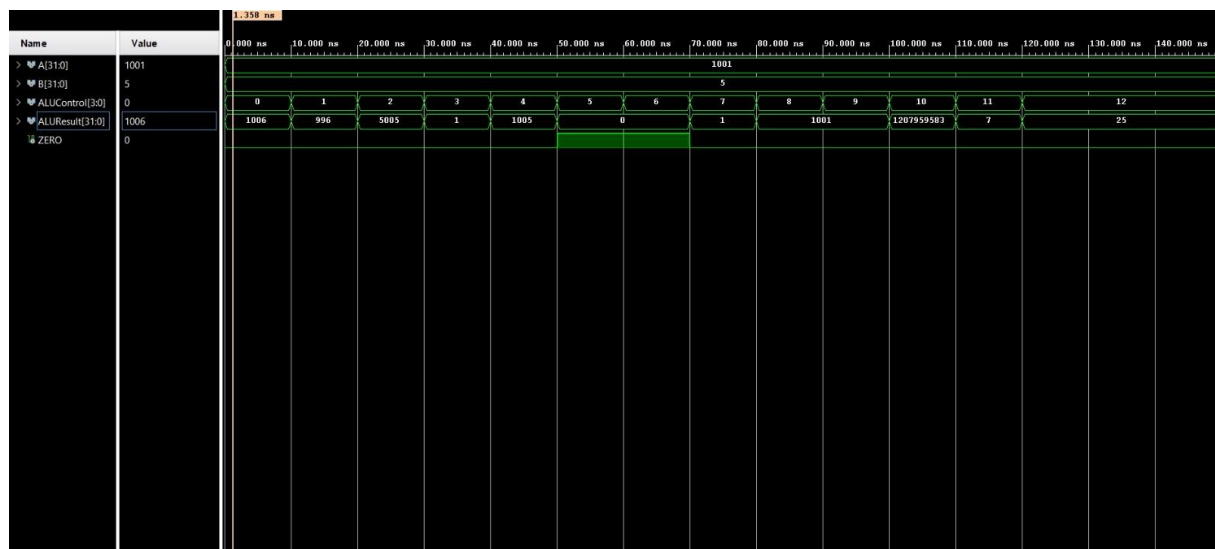 1.358 ns
Name Value 0.000 ns 10.000 ns 20.000 ns 30.000 ns 40.000 ns 50.000 ns 60.000 ns 70.000 ns 80.000 ns 90.000 ns 100.000 ns 110.000 ns 120.000 ns 130.000 ns 140.000 ns
> A[31:0] 1001 1001
> B[31:0] 5 5
> ALUControl[3:0] 0 0 1 2 3 4 5 6 7 8 9 10 11 12
> ALUResult[31:0] 1006 1006 996 5005 1 1005 0 1 1001 1207959583 7 25
ZERO 0